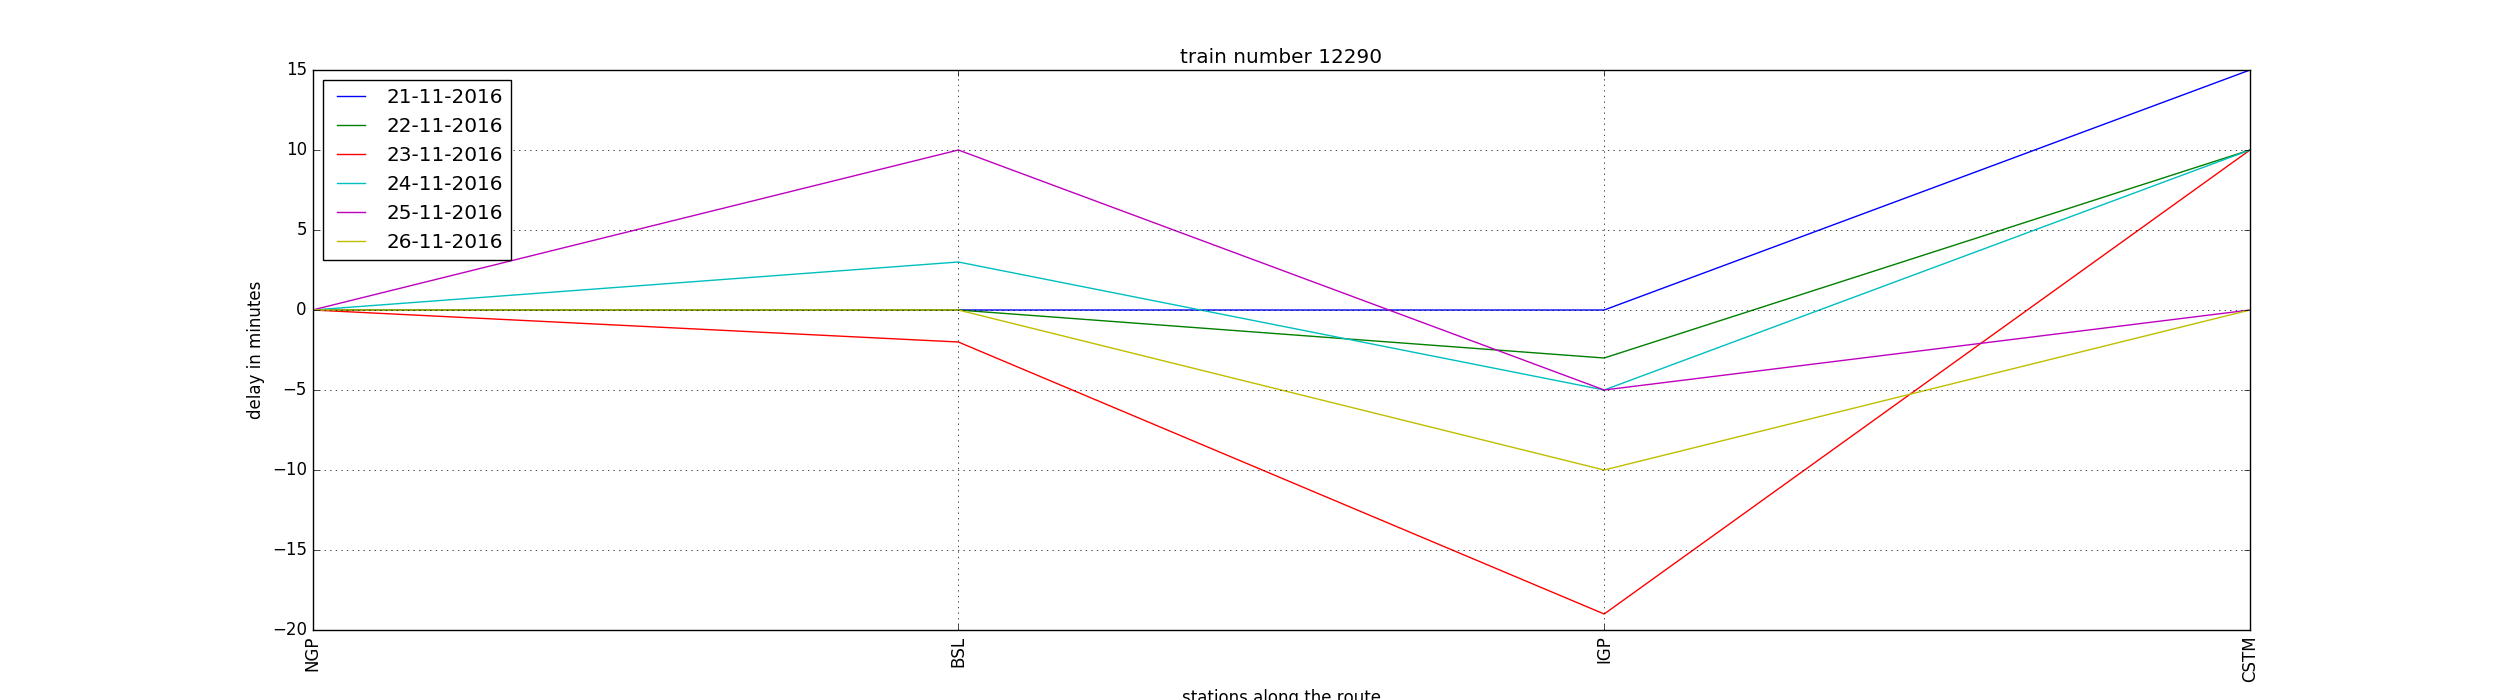 train number 12290
15
10
5
0
−5
−10
−15
−20
delay in minutes
21-11-2016
22-11-2016
23-11-2016
24-11-2016
25-11-2016
26-11-2016
NGP
BSL
IGP
CSTM
stations along the route